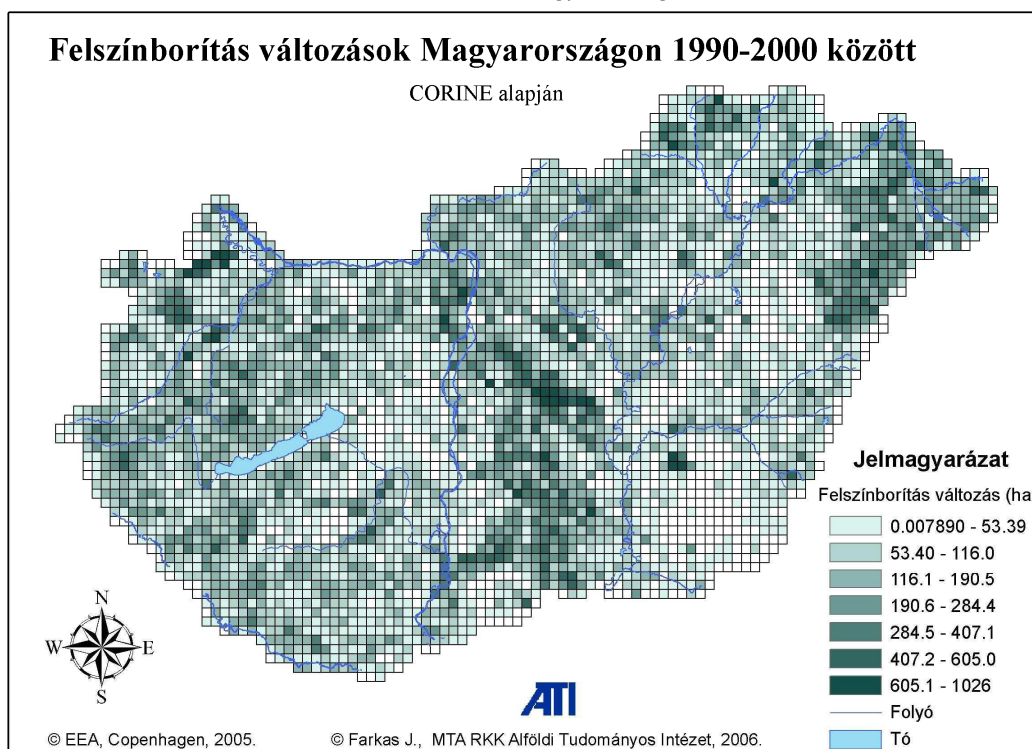 Felszínborítás változások Magyarországon 1990-2000 között
CORINE alapján
N
W E
S
Jelmagyarázat
Felszínborítás változás (ha
0.007890 - 53.39
53.40 - 116.0
116.1 - 190.5
190.6 - 284.4
284.5 - 407.1
407.2 - 605.0
605.1 - 1026
Folyó
Tó
ATI
© EEA, Copenhagen, 2005.
© Farkas J., MTA RKK Alföldi Tudományos Intézet, 2006.